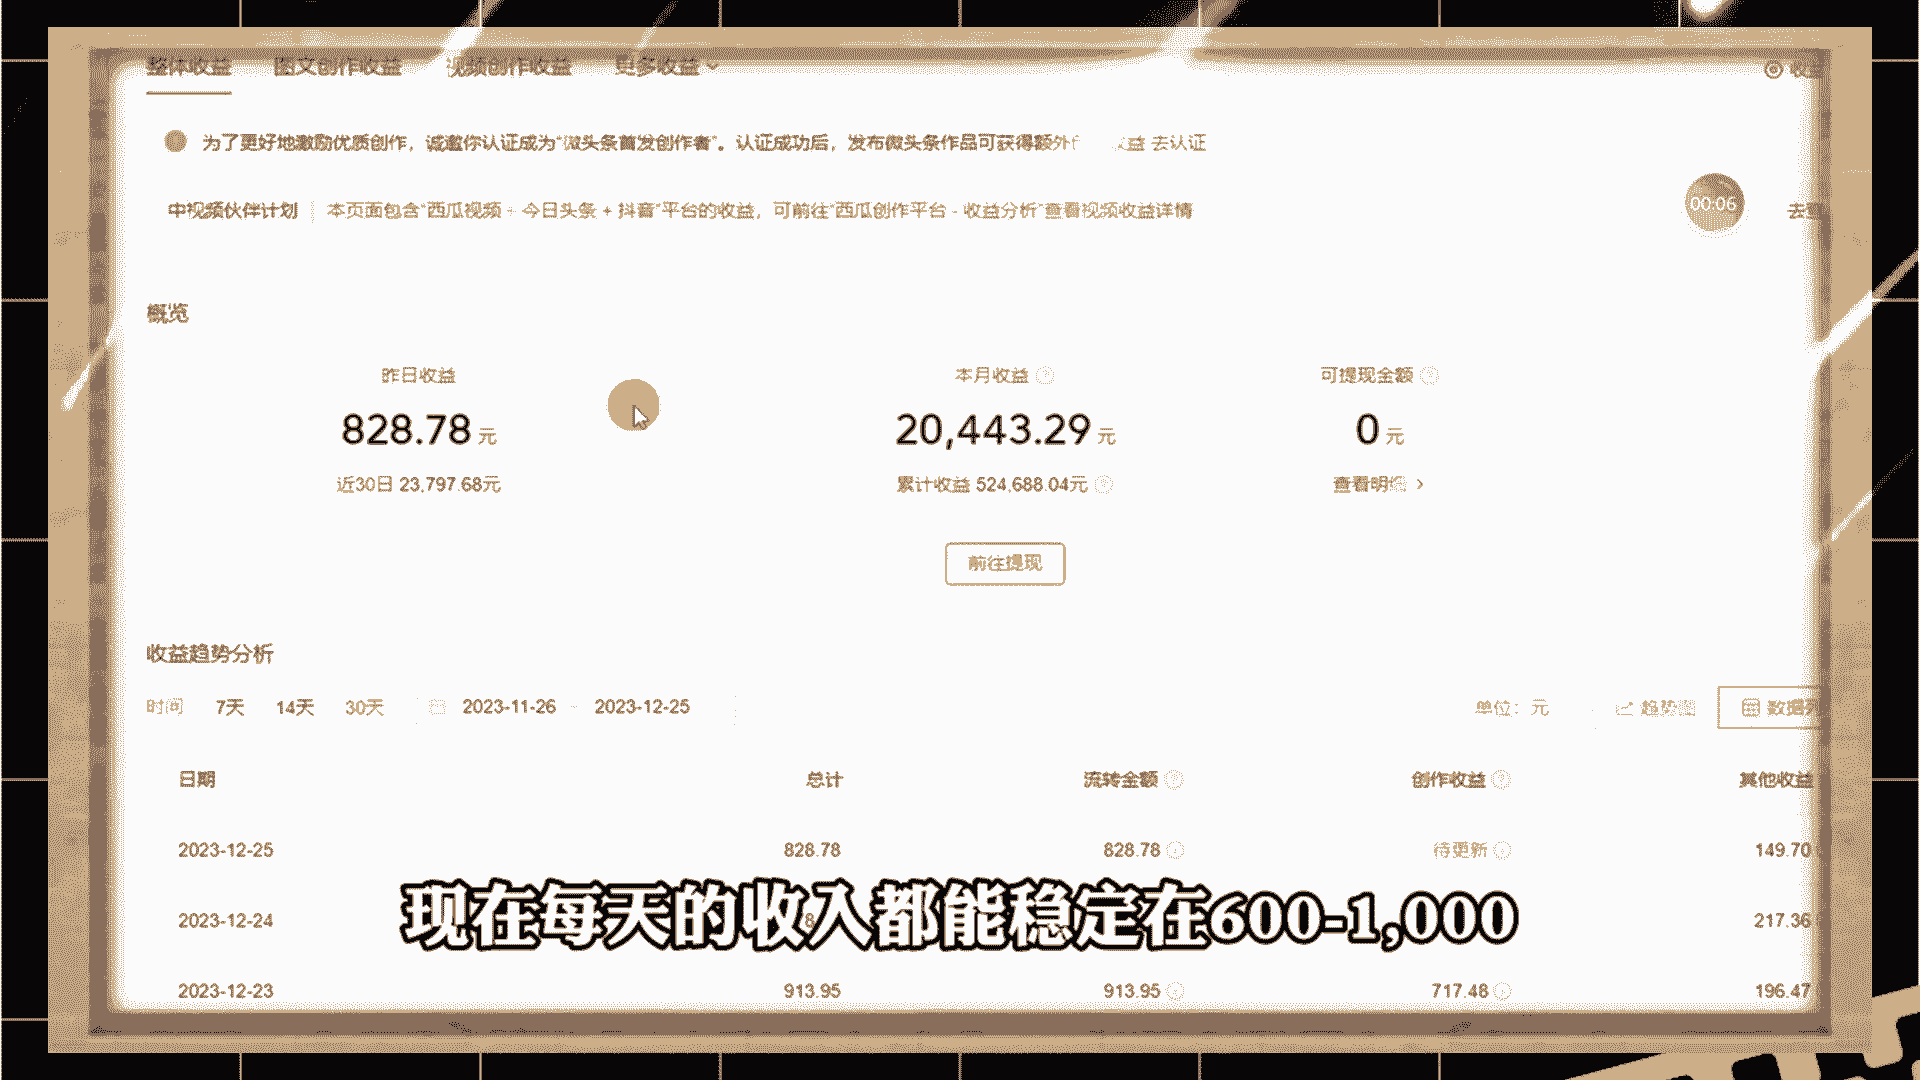 整体收益 图文创作收益 视频创作收益 更多收益
为了更好地激励优质创作，诚邀你认证成为“微头条首发创作者”。认证成功后，发布微头条作品可获得额外 收益 去认证
中视频伙伴计划 本页面包含“西瓜视频 + 今日头条 + 抖音”平台的收益，可前往“西瓜创作平台 - 收益分析”查看视频收益详情
00:06
概览
昨日收益 本月收益 可提现金额
828.78 元 20,443.29 元 0 元
近30日 23,797.68元 累计收益 524,688.04元 查看明细 >
前往提现
收益趋势分析
时间 7天 14天 30天 2023-11-26 - 2023-12-25 单位：元 趋势图 数据列
日期 总计 流转金额 创作收益 其他收益
2023-12-25 828.78 828.78 待更新 149.70
2023-12-24 217.36
现在每天的收入都能稳定在600-1,000
2023-12-23 913.95 913.95 717.48 196.47